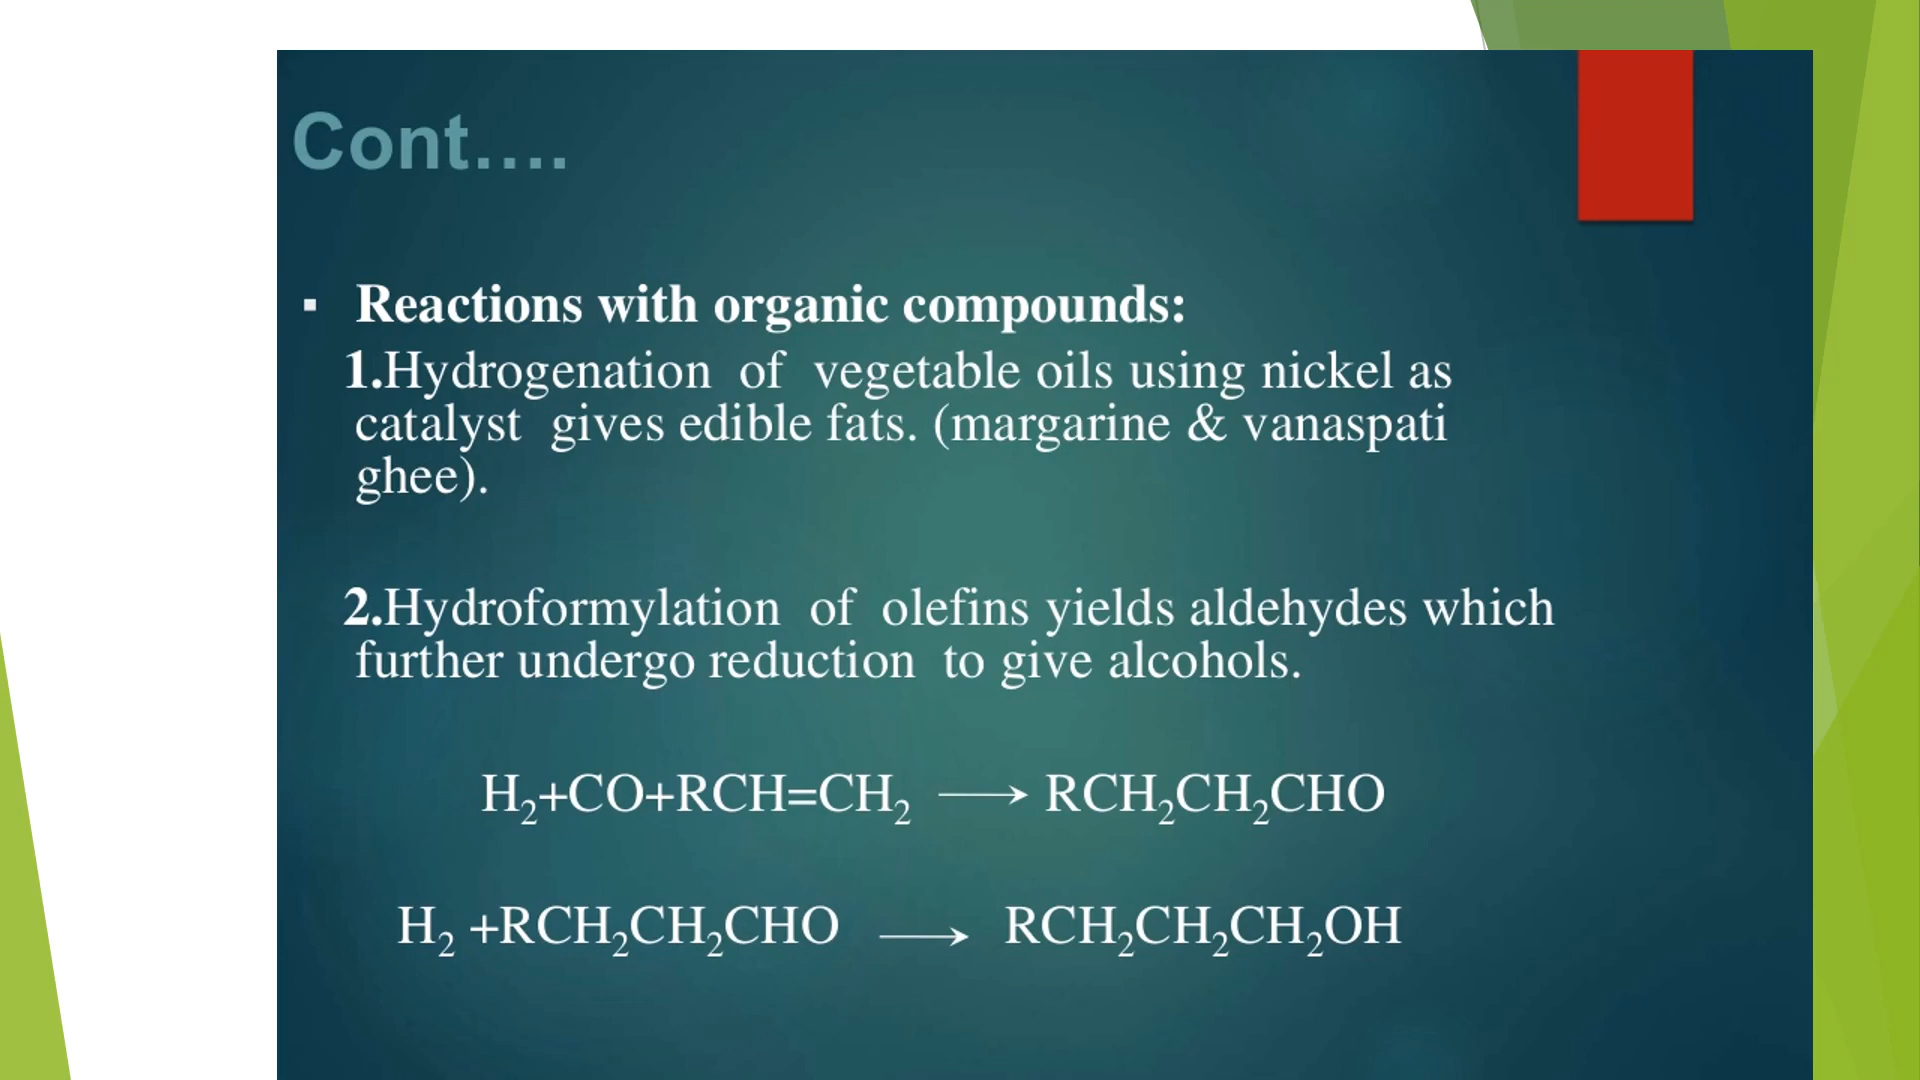 Cont….
▪ Reactions with organic compounds:
1.Hydrogenation of vegetable oils using nickel as
catalyst gives edible fats. (margarine & vanaspati
ghee).
2.Hydroformylation of olefins yields aldehydes which
further undergo reduction to give alcohols.
H₂+CO+RCH=CH₂ ⟶ RCH₂CH₂CHO
H₂ +RCH₂CH₂CHO ⟶ RCH₂CH₂CH₂OH